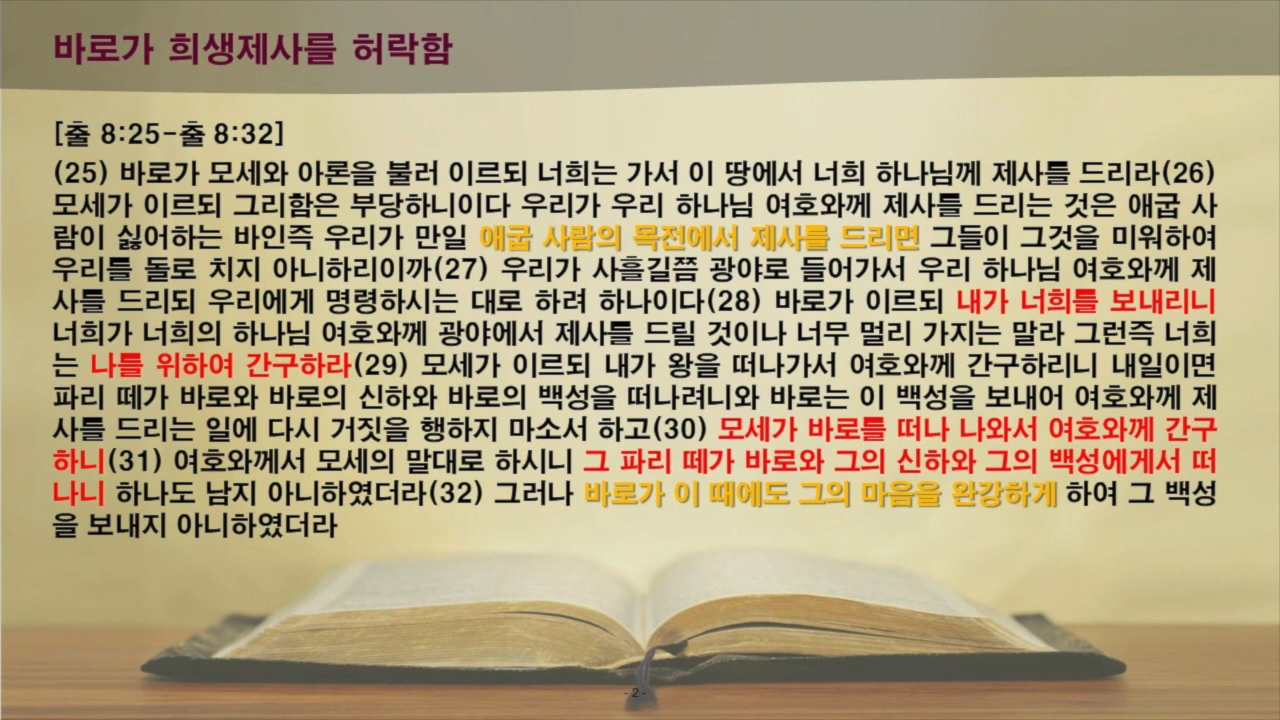 바로가 희생제사를 허락함
[출 8:25-출 8:32]
(25) 바로가 모세와 아론을 불러 이르되 너희는 가서 이 땅에서 너희 하나님께 제사를 드리라(26)
모세가 이르되 그리함은 부당하니이다 우리가 우리 하나님 여호와께 제사를 드리는 것은 애굽 사
람이 싫어하는 바인즉 우리가 만일 애굽 사람의 목전에서 제사를 드리면 그들이 그것을 미워하여
우리를 돌로 치지 아니하리이까(27) 우리가 사흘길쯤 광야로 들어가서 우리 하나님 여호와께 제
사를 드리되 우리에게 명령하시는 대로 하려 하나이다(28) 바로가 이르되 내가 너희를 보내리니
너희가 너희의 하나님 여호와께 광야에서 제사를 드릴 것이나 너무 멀리 가지는 말라 그런즉 너희
는 나를 위하여 간구하라(29) 모세가 이르되 내가 왕을 떠나가서 여호와께 간구하리니 내일이면
파리 떼가 바로와 바로의 신하와 바로의 백성을 떠나려니와 바로는 이 백성을 보내어 여호와께 제
사를 드리는 일에 다시 거짓을 행하지 마소서 하고(30) 모세가 바로를 떠나 나와서 여호와께 간구
하니(31) 여호와께서 모세의 말대로 하시니 그 파리 떼가 바로와 그의 신하와 그의 백성에게서 떠
나니 하나도 남지 아니하였더라(32) 그러나 바로가 이 때에도 그의 마음을 완강하게 하여 그 백성
을 보내지 아니하였더라
- 2 -